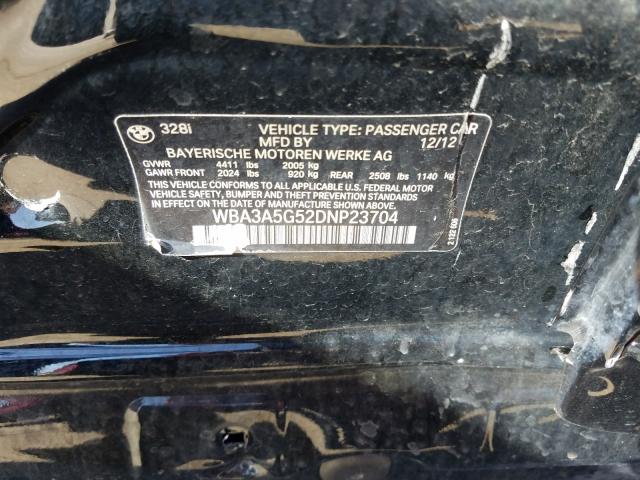 328i VEHICLE TYPE: PASSENGER CAR
MFD BY 12/12
BAYERISCHE MOTOREN WERKE AG
GVWR 4411 lbs 2005 kg
GAWR FRONT 2024 lbs 920 kg REAR 2508 lbs 1140 kg
THIS VEHICLE CONFORMS TO ALL APPLICABLE FEDERAL MOTOR
VEHICLE SAFETY, BUMPER AND THEFT PREVENTION STANDARDS
IN EFFECT ON THE DATE OF MANUFACTURE SHOWN ABOVE.
WBA3A5G52DNP23704